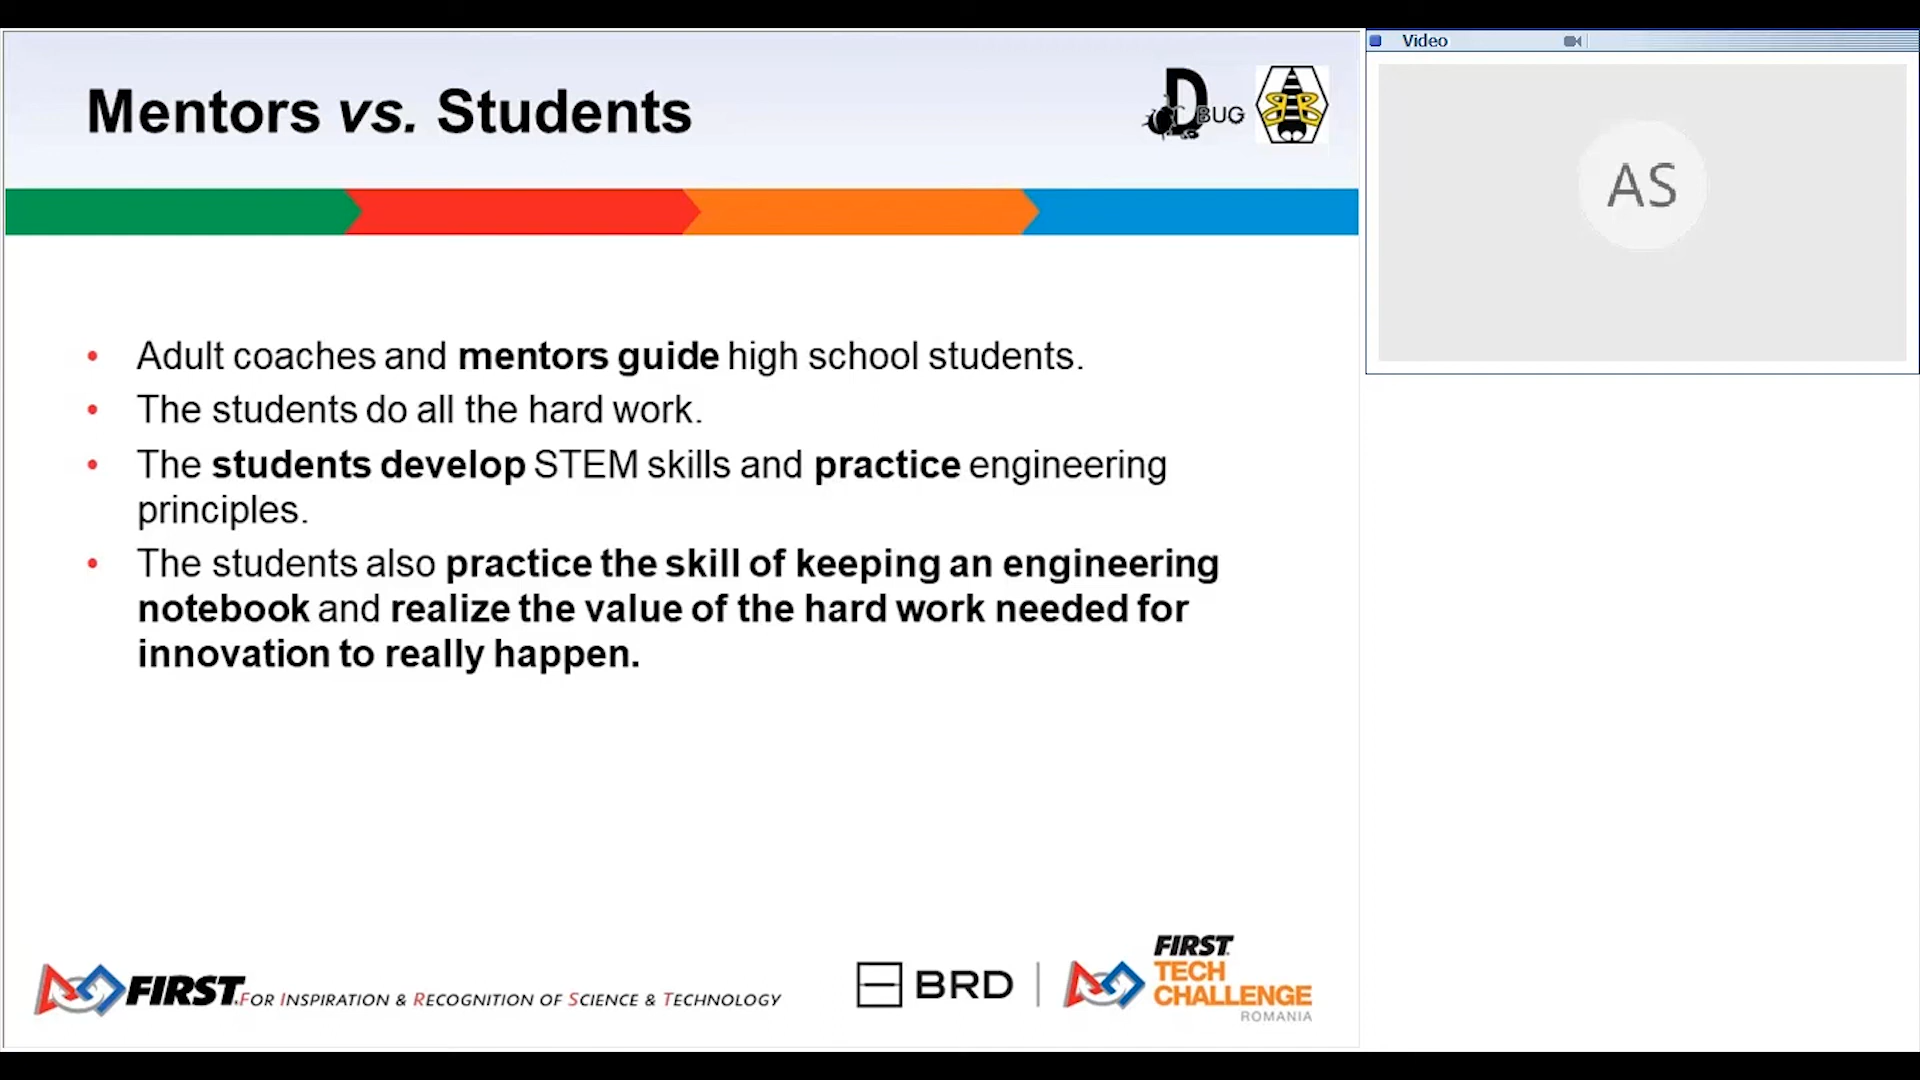 Mentors vs. Students
D
BUG
BB
Video
AS
• Adult coaches and mentors guide high school students.
• The students do all the hard work.
• The students develop STEM skills and practice engineering
principles.
• The students also practice the skill of keeping an engineering
notebook and realize the value of the hard work needed for
innovation to really happen.
FIRST. FOR INSPIRATION & RECOGNITION OF SCIENCE & TECHNOLOGY
BRD
FIRST.
TECH
CHALLENGE
ROMANIA